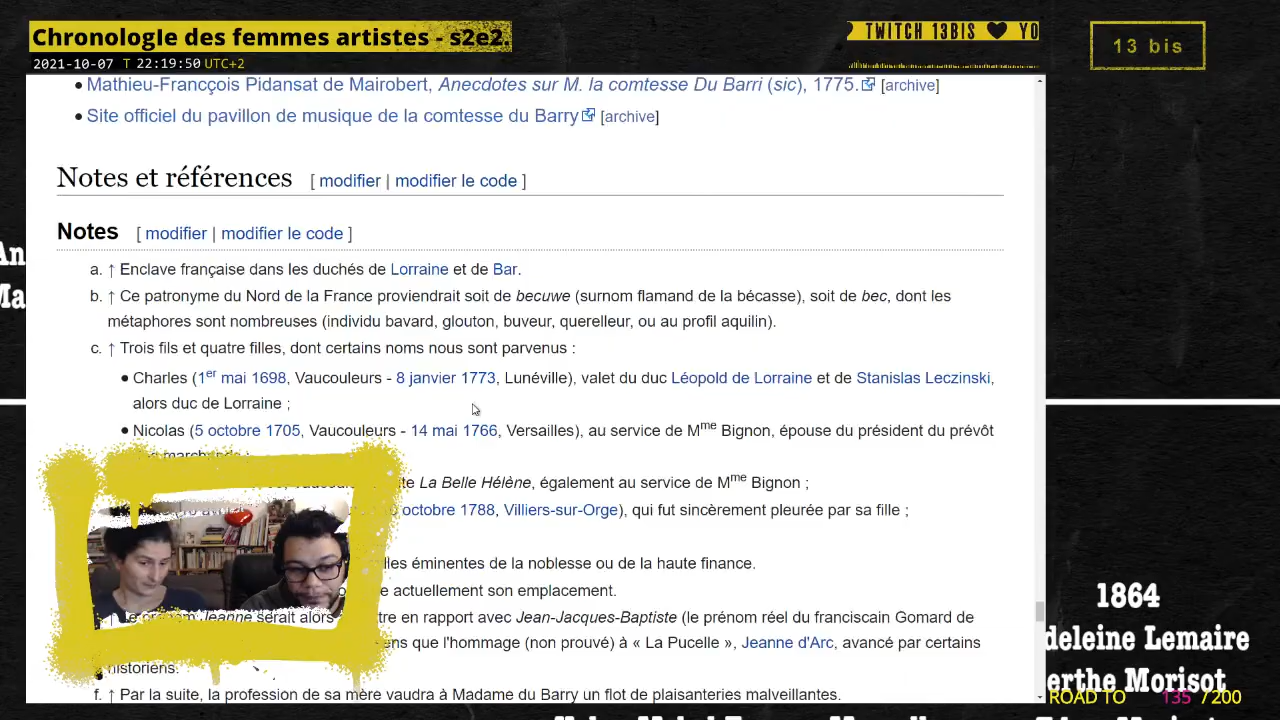 Chronologie des femmes artistes - s2e2
2021-10-07 T 22:19:50 UTC+2
TWITCH 13BIS ❤ YO
13 bis
• Mathieu-François Pidansat de Mairobert, Anecdotes sur M. la comtesse Du Barri (sic), 1775. [archive]
• Site officiel du pavillon de musique de la comtesse du Barry [archive]
Notes et références [ modifier | modifier le code ]
Notes [ modifier | modifier le code ]
a. ↑ Enclave française dans les duchés de Lorraine et de Bar.
b. ↑ Ce patronyme du Nord de la France proviendrait soit de becuwe (surnom flamand de la bécasse), soit de bec, dont les
métaphores sont nombreuses (individu bavard, glouton, buveur, querelleur, ou au profil aquilin).
c. ↑ Trois fils et quatre filles, dont certains noms nous sont parvenus :
• Charles (1er mai 1698, Vaucouleurs - 8 janvier 1773, Lunéville), valet du duc Léopold de Lorraine et de Stanislas Leczinski,
alors duc de Lorraine ;
• Nicolas (5 octobre 1705, Vaucouleurs - 14 mai 1766, Versailles), au service de Mme Bignon, épouse du président du prévôt
La Belle Hélène, également au service de Mme Bignon ;
octobre 1788, Villiers-sur-Orge), qui fut sincèrement pleurée par sa fille ;
éminentes de la noblesse ou de la haute finance.
actuellement son emplacement.
Jeanne serait alors en rapport avec Jean-Jacques-Baptiste (le prénom réel du franciscain Gomard de
que l'hommage (non prouvé) à « La Pucelle », Jeanne d'Arc, avancé par certains
historiens.
f. ↑ Par la suite, la profession de sa mère vaudra à Madame du Barry un flot de plaisanteries malveillantes.
An
Ma
1864
deleine Lemaire
erthe Morisot
ROAD TO 135 /200